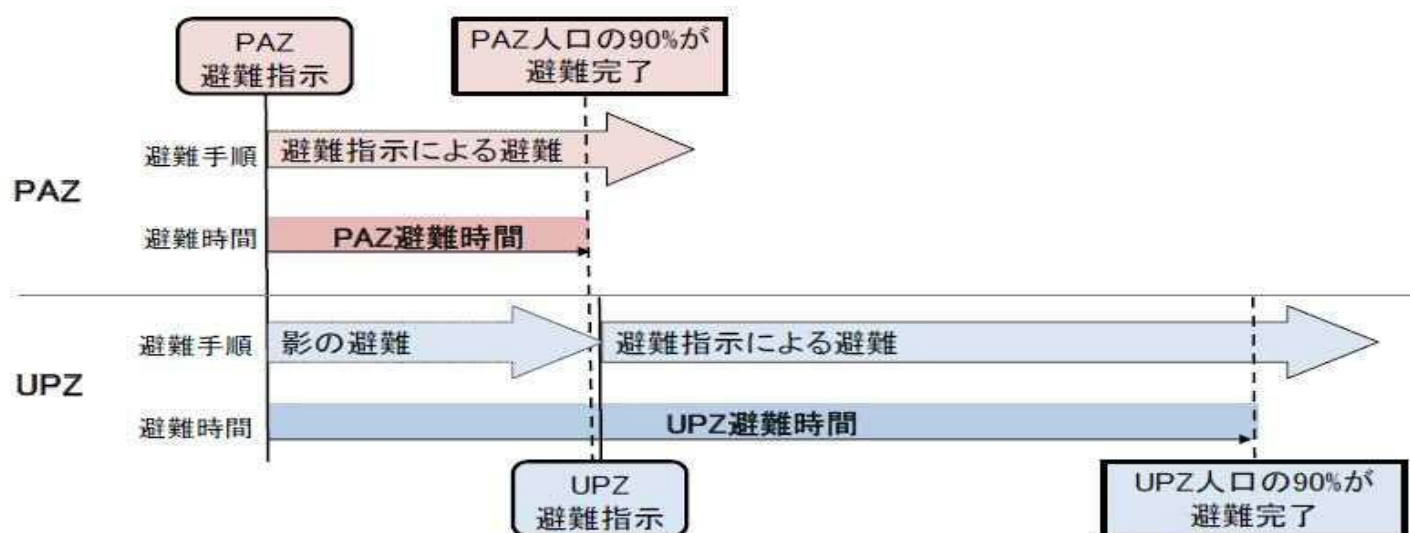 PAZ
避難指示
PAZ人口の90%が
避難完了
避難手順
避難指示による避難
PAZ
避難時間
PAZ避難時間
避難手順
影の避難
避難指示による避難
UPZ
避難時間
UPZ避難時間
UPZ
避難指示
UPZ人口の90%が
避難完了